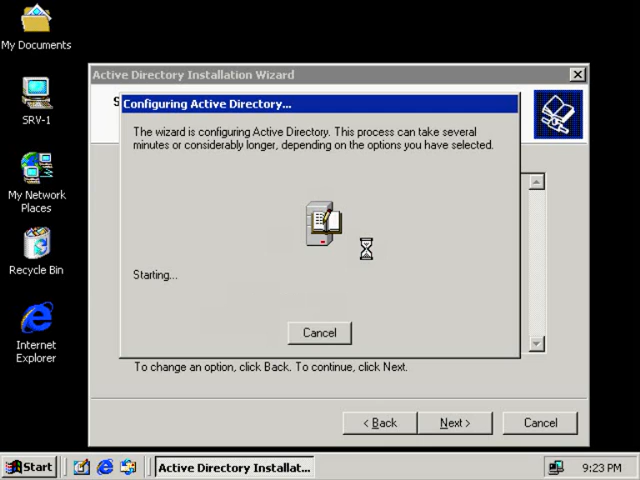 My Documents
SRV-1
My Network
Places
Recycle Bin
Internet
Explorer
Active Directory Installation Wizard
S
Configuring Active Directory...
The wizard is configuring Active Directory. This process can take several
minutes or considerably longer, depending on the options you have selected.
Starting...
Cancel
To change an option, click Back. To continue, click Next.
< Back
Next >
Cancel
Start
Active Directory Installat...
9:23 PM